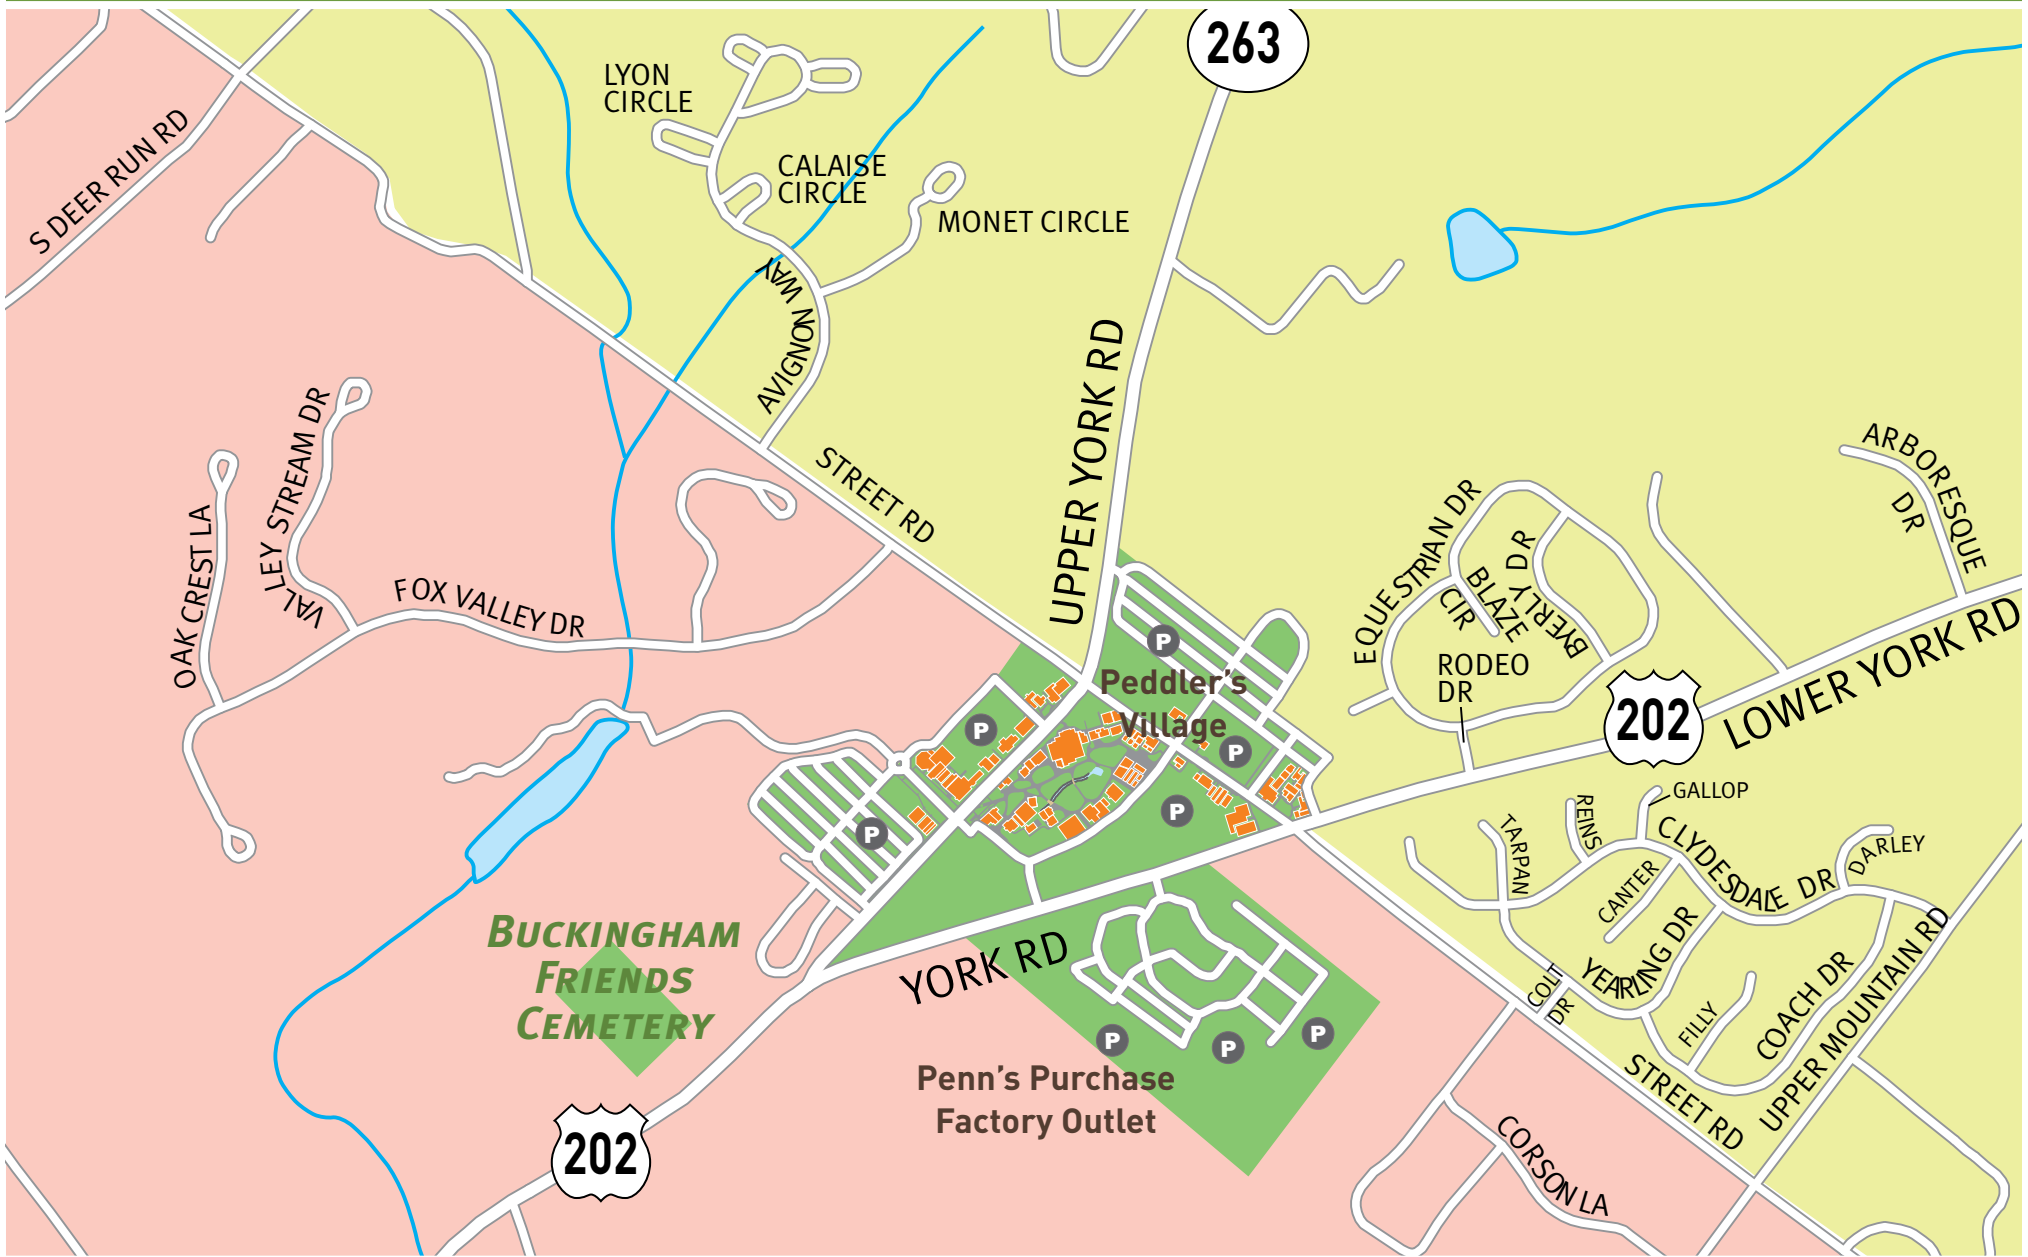 263
LYON
CIRCLE
S DEER RUN RD
CALAISE
CIRCLE
MONET CIRCLE
AVIGNON WAY
UPPER YORK RD
STREET RD
VALLEY STREAM DR
OAK CREST LA
FOX VALLEY DR
ARBORESQUE
DR
EQUESTRIAN DR
BLAZE
CIR
BYERLY DR
RODEO
DR
P
Peddler's
Village
P
P
P
P
202
LOWER YORK RD
GALLOP
REINS
TARPAN
CLYDESDALE DR
DARLEY
CANTER
YEARLING DR
COLT
DR
FILLY
COACH DR
UPPER MOUNTAIN RD
BUCKINGHAM
FRIENDS
CEMETERY
YORK RD
P
P
P
Penn's Purchase
Factory Outlet
STREET RD
202
CORSON LA